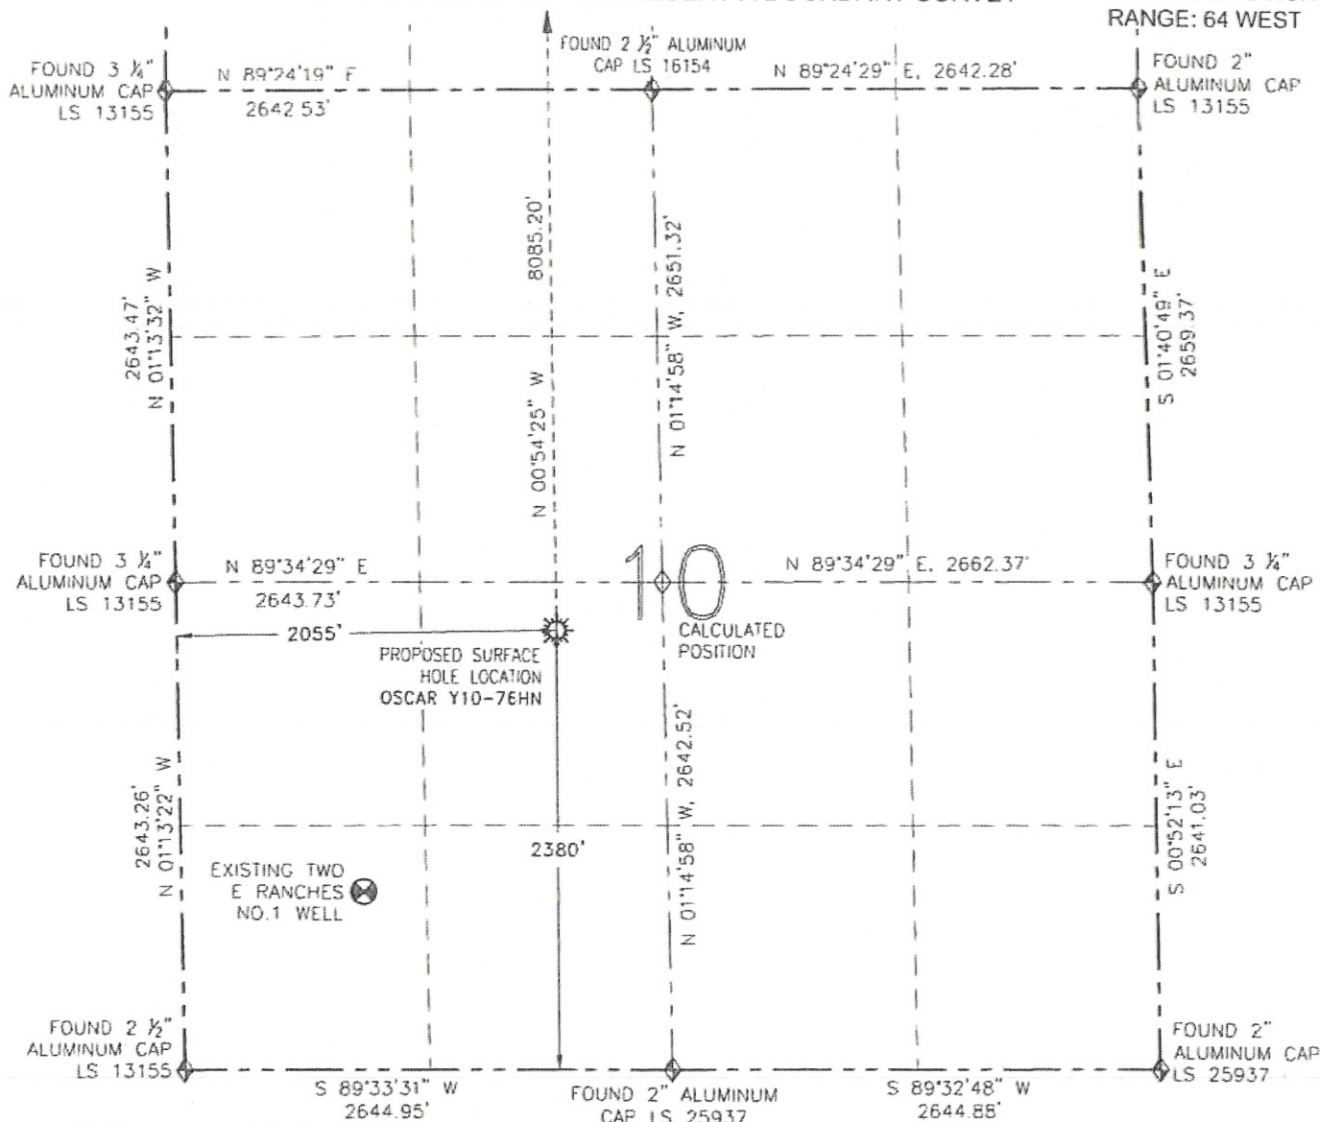 BOUNDARY SURVEY
RANGE: 64 WEST
FOUND 3 ¼"
ALUMINUM CAP
LS 13155
N 89°24'19" E
2642.53'
FOUND 2 ½" ALUMINUM
CAP LS 16154
N 89°24'29" E, 2642.28'
FOUND 2"
ALUMINUM CAP
LS 13155
2643.47'
N 01°13'32" W
8085.20'
N 00°54'25" W
N 01°14'58" W, 2651.32'
S 01°40'49" E
2659.37'
FOUND 3 ¼"
ALUMINUM CAP
LS 13155
N 89°34'29" E
2643.73'
10
N 89°34'29" E, 2662.37'
FOUND 3 ¼"
ALUMINUM CAP
LS 13155
2055'
CALCULATED
POSITION
PROPOSED SURFACE
HOLE LOCATION
OSCAR Y10-76HN
2643.26'
N 01°13'22" W
2380'
N 01°14'58" W, 2642.52'
S 00°52'13" E
2641.03'
EXISTING TWO
E RANCHES
NO.1 WELL
FOUND 2 ½"
ALUMINUM CAP
LS 13155
S 89°33'31" W
2644.95'
FOUND 2" ALUMINUM
CAP LS 25937
S 89°32'48" W
2644.88'
FOUND 2"
ALUMINUM CAP
LS 25937